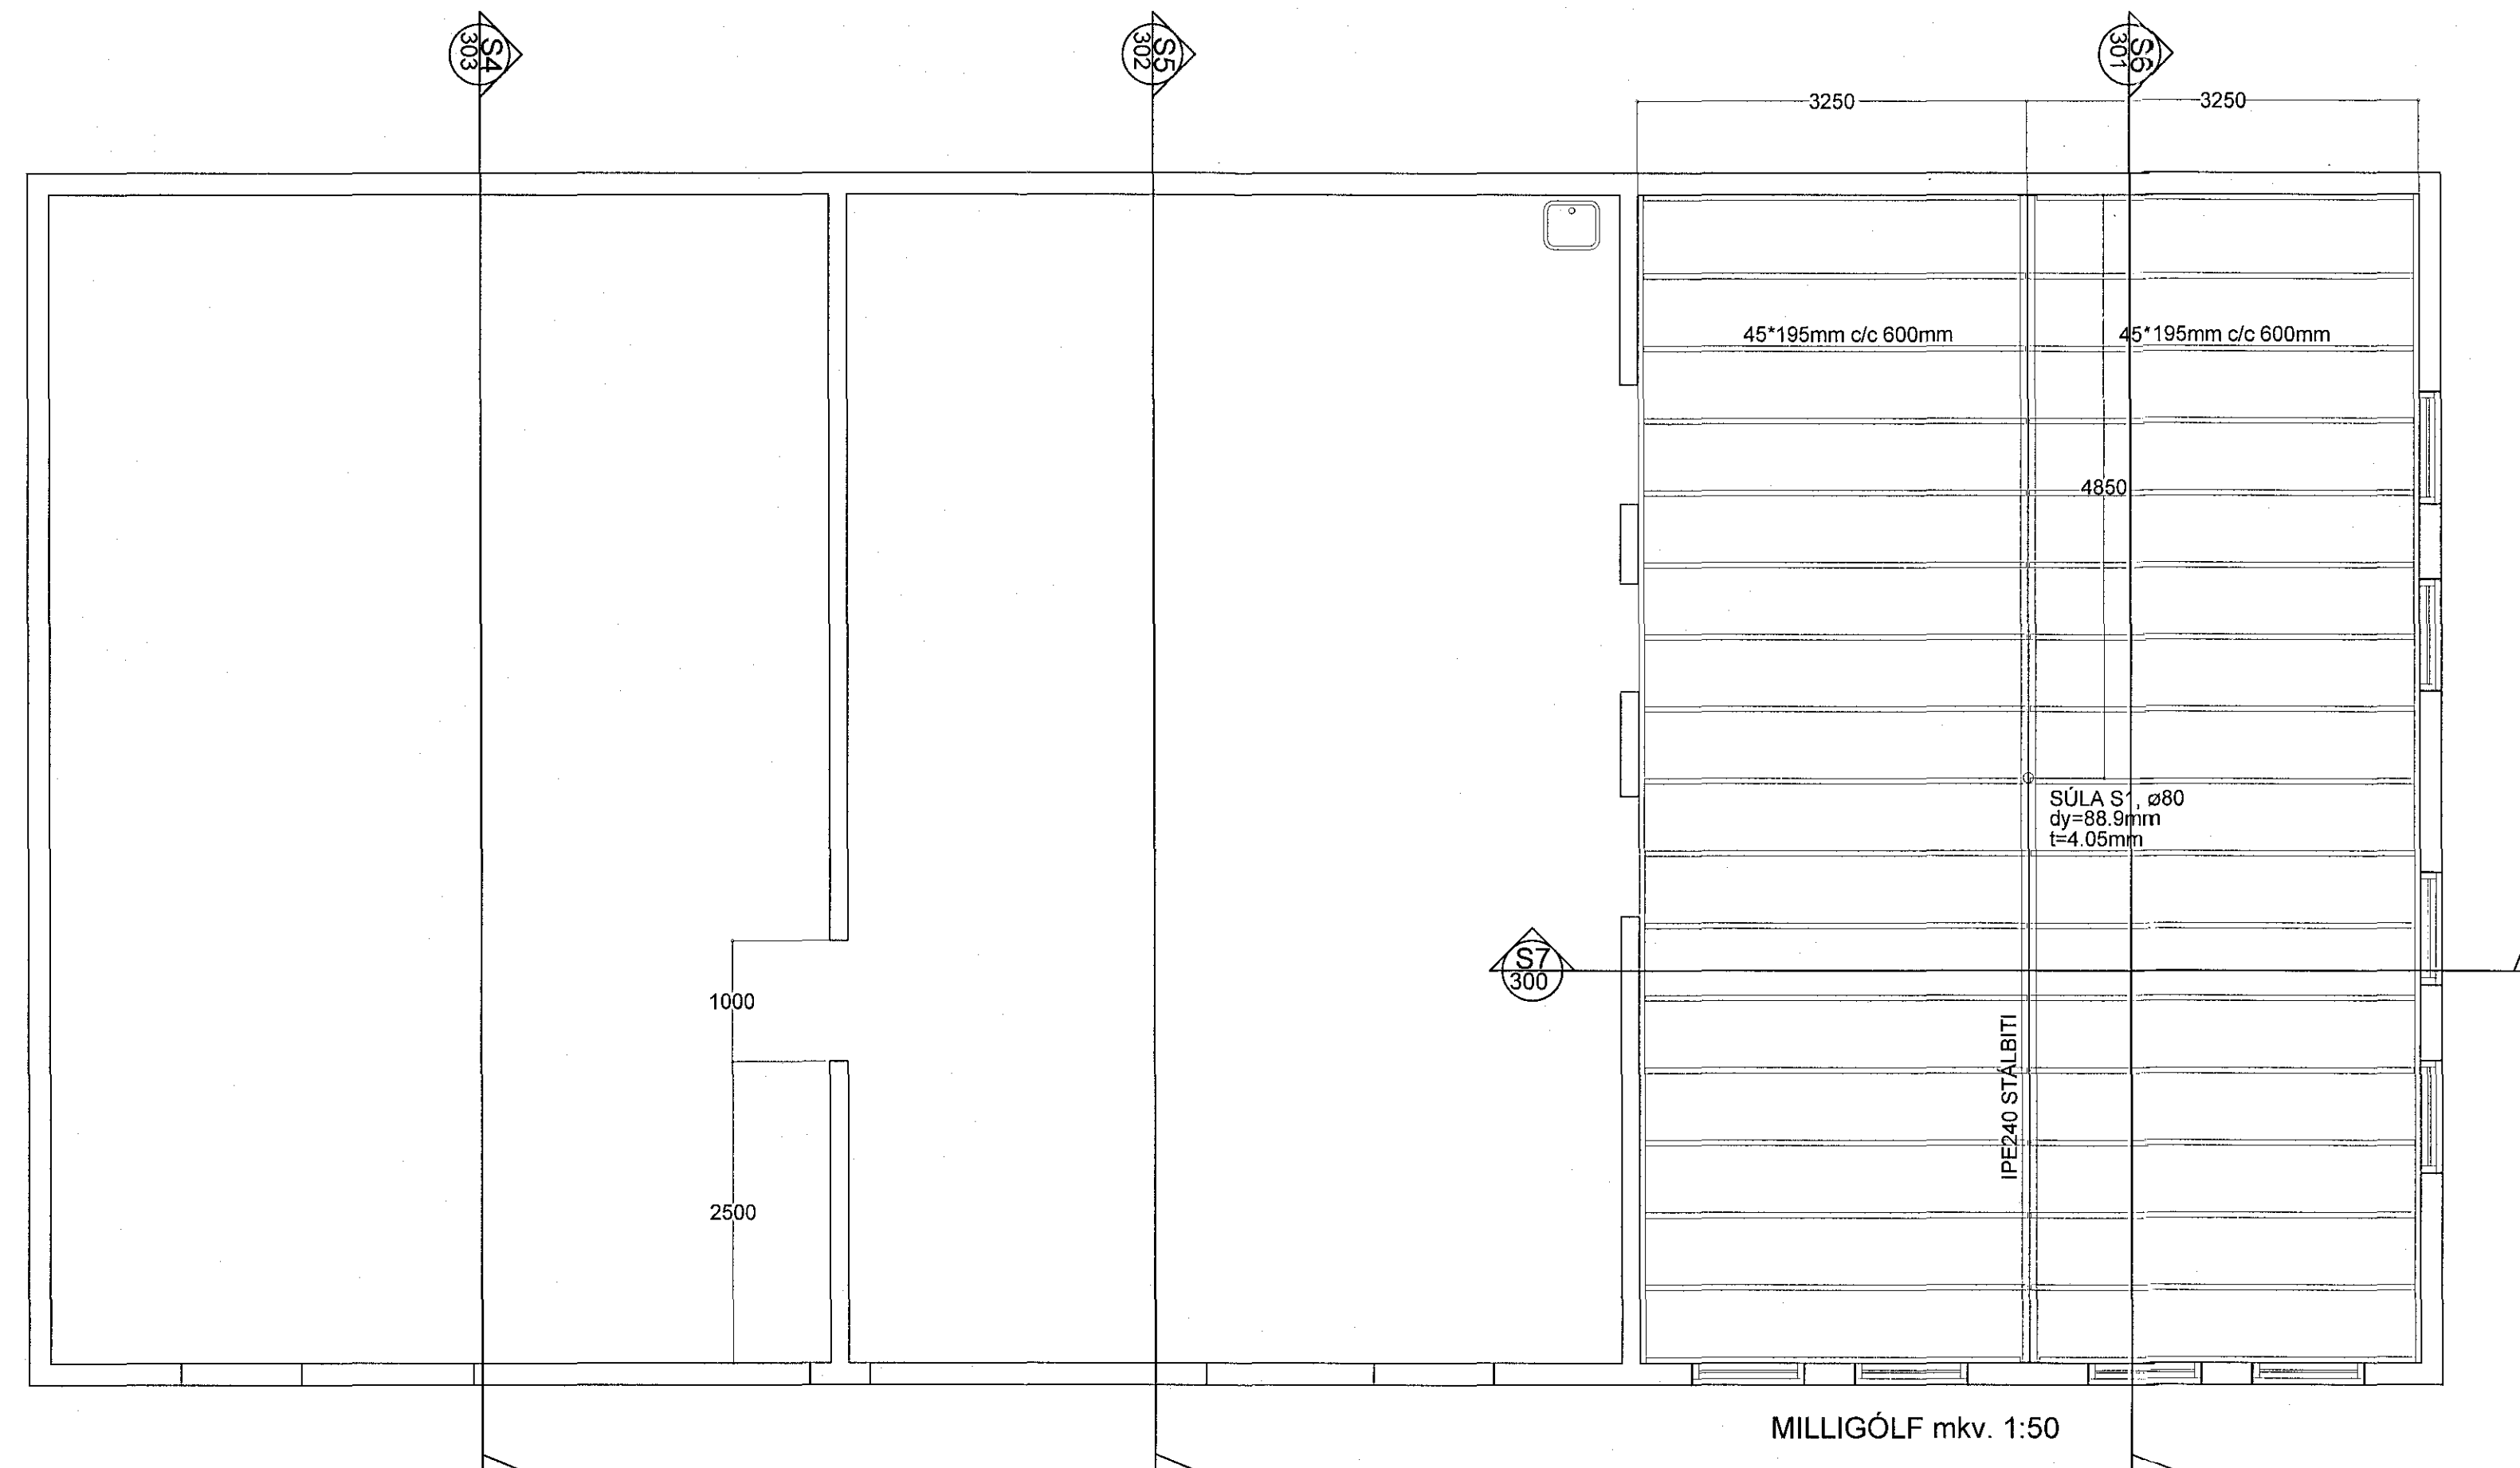 S4
303
S5
302
S6
301
3250
3250
45*195mm c/c 600mm
45*195mm c/c 600mm
4850
SÚLA S1, ø80
dy=88.9mm
t=4.05mm
S7
300
1000
IPE240 STÁLBITI
2500
MILLIGÓLF mkv. 1:50